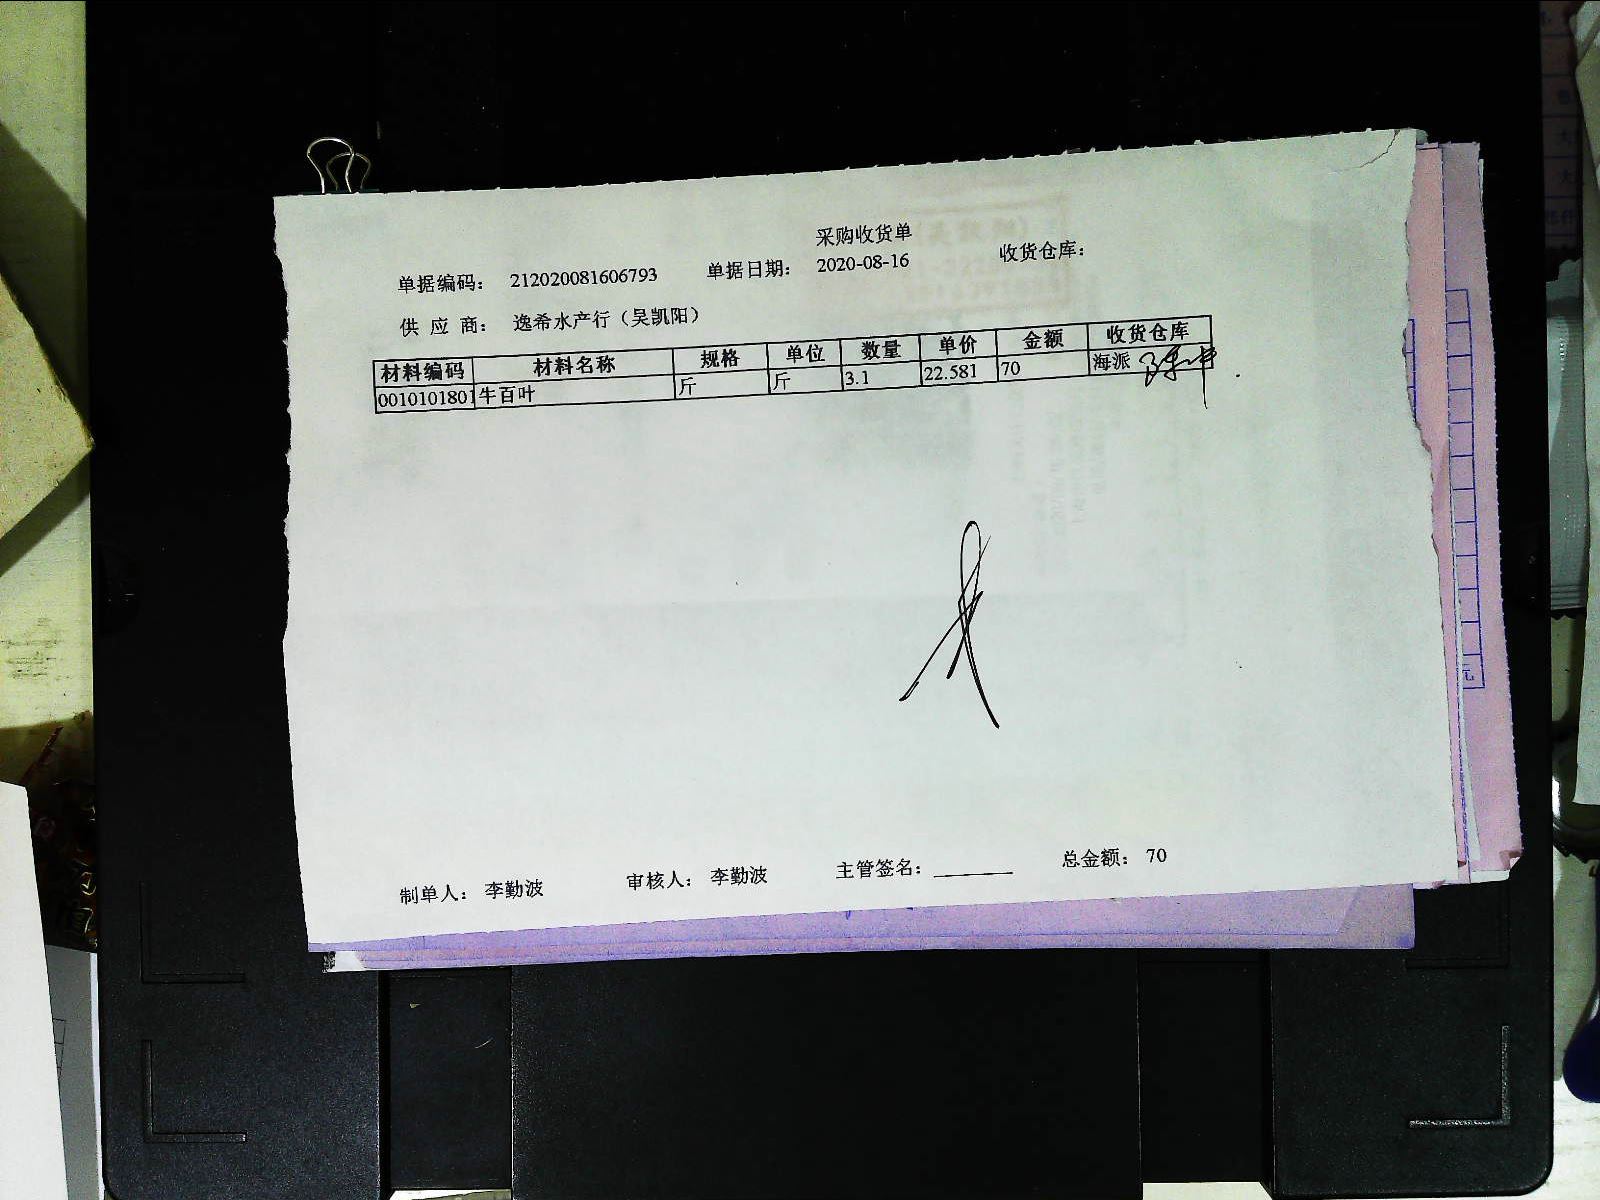 采购收货单
单据编码： 212020081606793 单据日期： 2020-08-16 收货仓库：
供 应 商： 逸希水产行（吴凯阳）
材料编码 材料名称 规格 单位 数量 单价 金额 收货仓库
0010101801 牛百叶 斤 斤 3.1 22.581 70 海派
制单人： 李勤波 审核人： 李勤波 主管签名： 总金额： 70